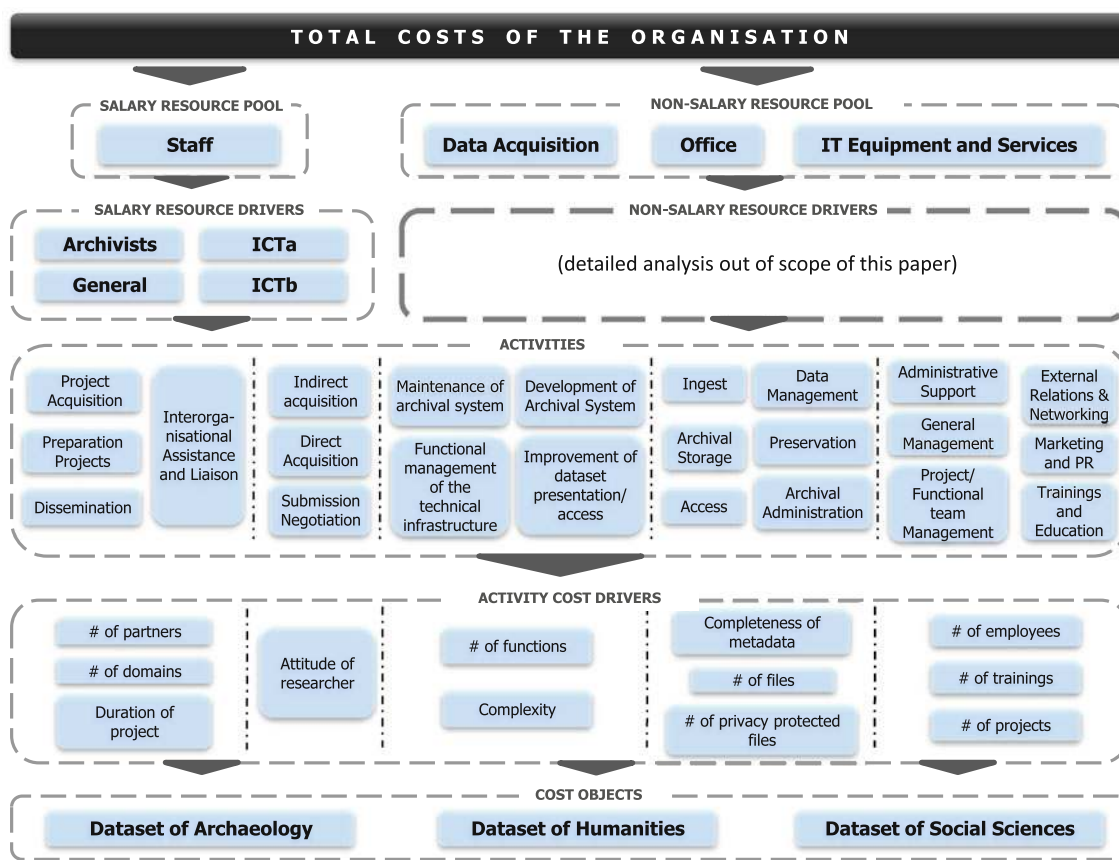 TOTAL COSTS OF THE ORGANISATION
SALARY RESOURCE POOL
Staff
NON-SALARY RESOURCE POOL
Data Acquisition
Office
IT Equipment and Services
SALARY RESOURCE DRIVERS
Archivists
ICTa
General
ICTb
NON-SALARY RESOURCE DRIVERS
(detailed analysis out of scope of this paper)
ACTIVITIES
Project
Acquisition
Preparation
Projects
Dissemination
Interorga-
nisational
Assistance
and Liaison
Indirect
acquisition
Direct
Acquisition
Submission
Negotiation
Maintenance of
archival system
Development of
Archival System
Functional
management
of the
technical
infrastructure
Improvement of
dataset
presentation/
access
Ingest
Data
Management
Archival
Storage
Preservation
Access
Archival
Administration
Administrative
Support
General
Management
Project/
Functional
team
Management
External
Relations &
Networking
Marketing
and PR
Trainings
and
Education
ACTIVITY COST DRIVERS
# of partners
# of domains
Duration of
project
Attitude of
researcher
# of functions
Complexity
Completeness of
metadata
# of files
# of privacy protected
files
# of employees
# of trainings
# of projects
COST OBJECTS
Dataset of Archaeology
Dataset of Humanities
Dataset of Social Sciences